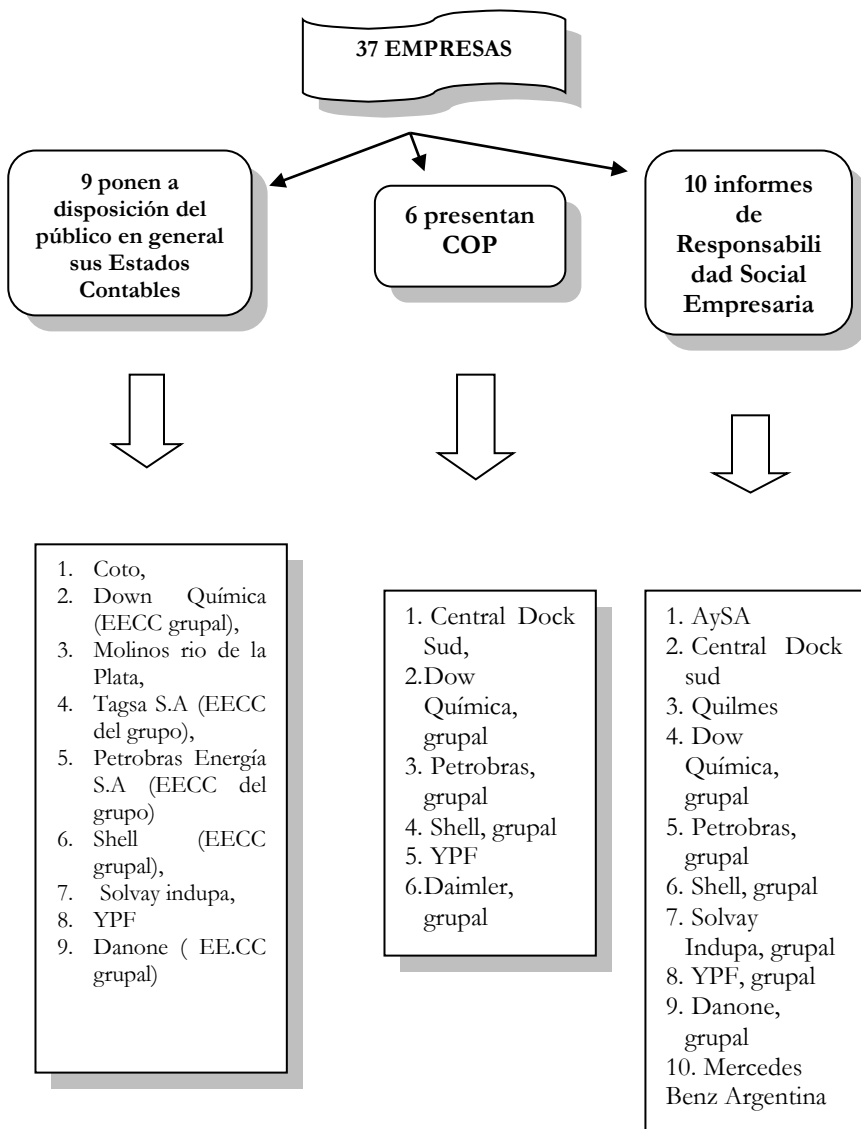 37 EMPRESAS
9 ponen a
disposición del
público en general
sus Estados
Contables
6 presentan
COP
10 informes
de
Responsabili
dad Social
Empresaria
1. Coto,
2. Down Química
(EECC grupal),
3. Molinos rio de la
Plata,
4. Tagsa S.A (EECC
del grupo),
5. Petrobras Energía
S.A (EECC del
grupo)
6. Shell (EECC
grupal),
7. Solvay indupa,
8. YPF
9. Danone ( EE.CC
grupal)
1. Central Dock
Sud,
2.Dow
Química,
grupal
3. Petrobras,
grupal
4. Shell, grupal
5. YPF
6.Daimler,
grupal
1. AySA
2. Central Dock
sud
3. Quilmes
4. Dow
Química,
grupal
5. Petrobras,
grupal
6. Shell, grupal
7. Solvay
Indupa, grupal
8. YPF, grupal
9. Danone,
grupal
10. Mercedes
Benz Argentina